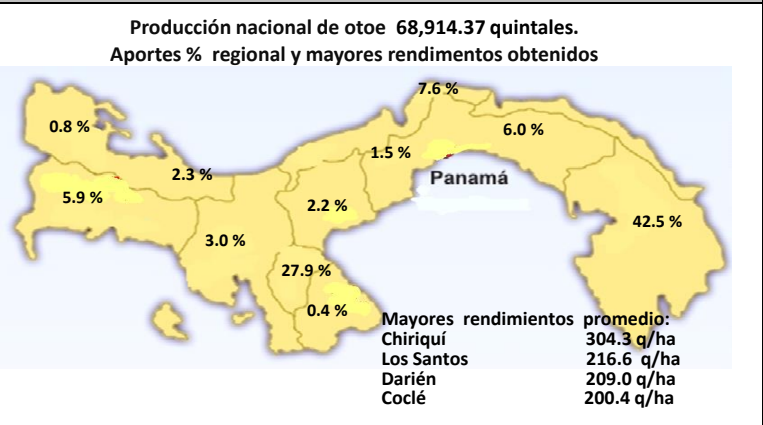 Producción nacional de otoe 68,914.37 quintales.
Aportes % regional y mayores rendimentos obtenidos
7.6 %
0.8 %
6.0 %
1.5 %
2.3 %
Panamá
5.9 %
2.2 %
42.5 %
3.0 %
27.9 %
0.4 %
Mayores rendimientos promedio:
Chiriquí 304.3 q/ha
Los Santos 216.6 q/ha
Darién 209.0 q/ha
Coclé 200.4 q/ha